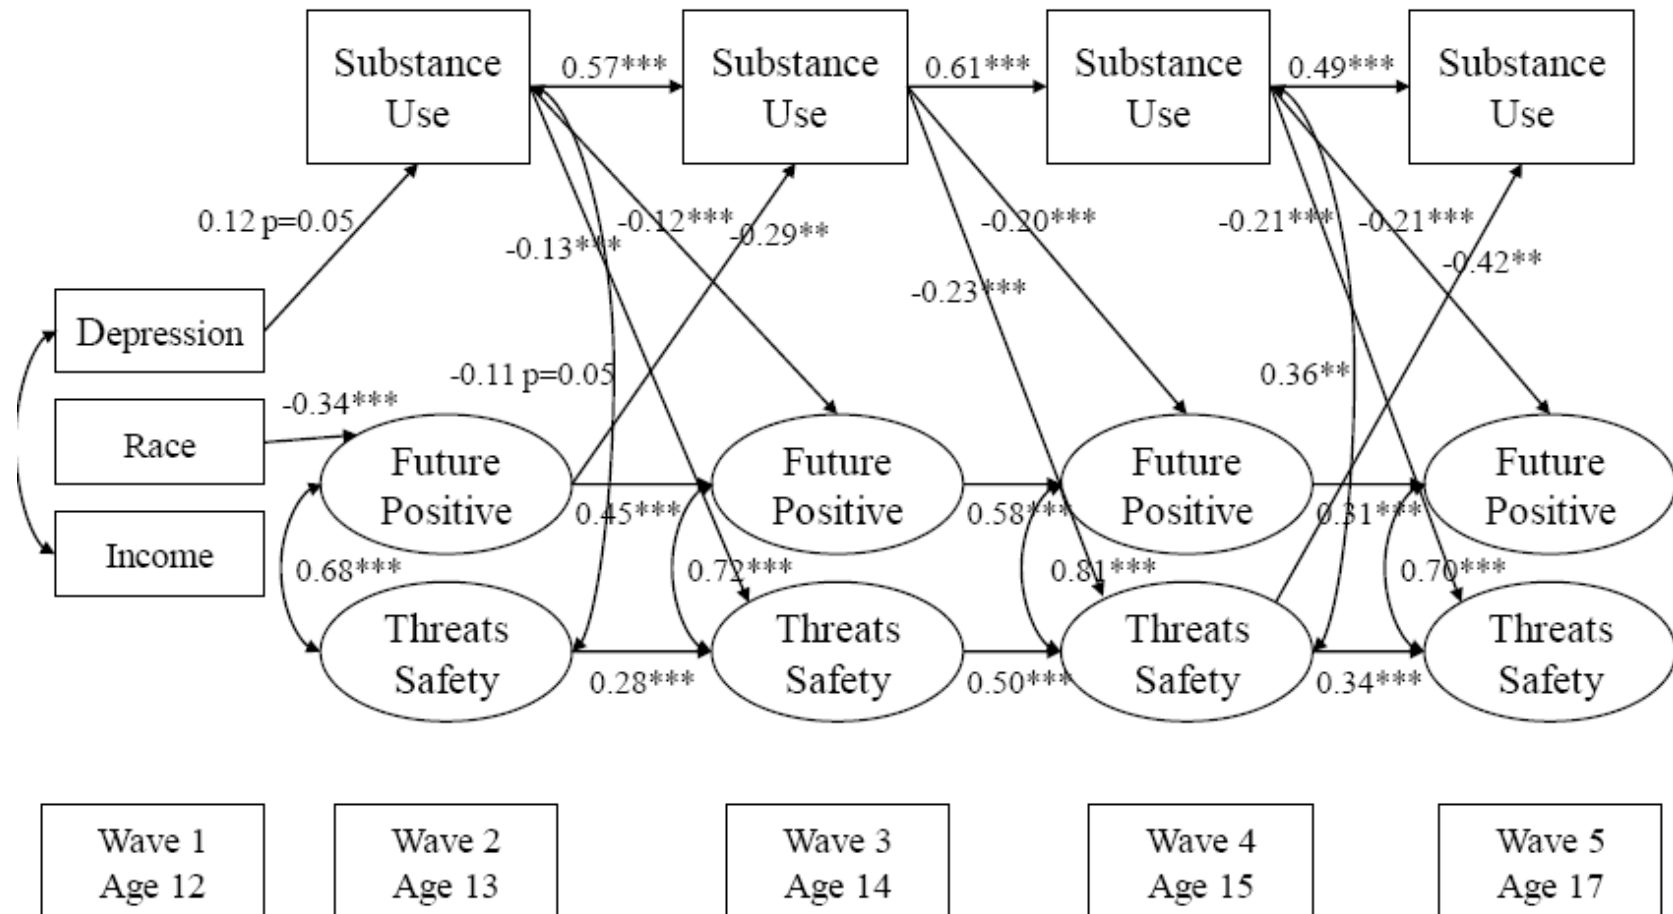 Substance
Use
0.57***
Substance
Use
0.61***
Substance
Use
0.49***
Substance
Use
0.12 p=0.05
-0.13***
-0.12***
-0.29**
-0.20***
-0.23***
-0.21***
-0.21***
-0.42**
Depression
Race
Income
-0.34***
-0.11 p=0.05
0.36**
Future
Positive
0.45***
Future
Positive
0.58***
Future
Positive
0.31***
Future
Positive
0.68***
0.72***
0.81***
0.70***
Threats
Safety
0.28***
Threats
Safety
0.50***
Threats
Safety
0.34***
Threats
Safety
Wave 1
Age 12
Wave 2
Age 13
Wave 3
Age 14
Wave 4
Age 15
Wave 5
Age 17